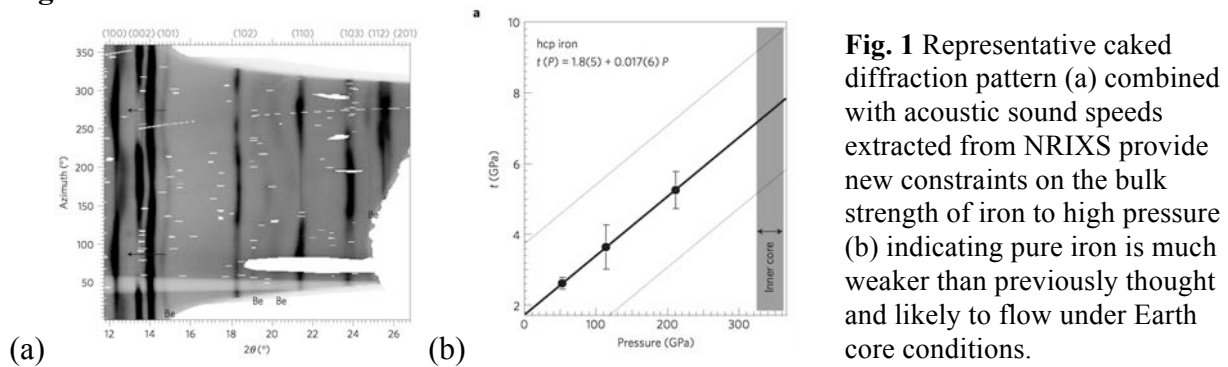 (100) (002) (101) (102) (110) (103) (112) (201)
350
300
250
200
150
100
50
Azimuth (°)
Be
Be
Be
Be
12 14 16 18 20 22 24 26
2θ (°)
(a)
a
10
8
6
4
2
t (GPa)
hcp iron
t (P) = 1.8(5) + 0.017(6) P
Inner core
0 100 200 300
Pressure (GPa)
(b)
Fig. 1 Representative caked
diffraction pattern (a) combined
with acoustic sound speeds
extracted from NRIXS provide
new constraints on the bulk
strength of iron to high pressure
(b) indicating pure iron is much
weaker than previously thought
and likely to flow under Earth
core conditions.